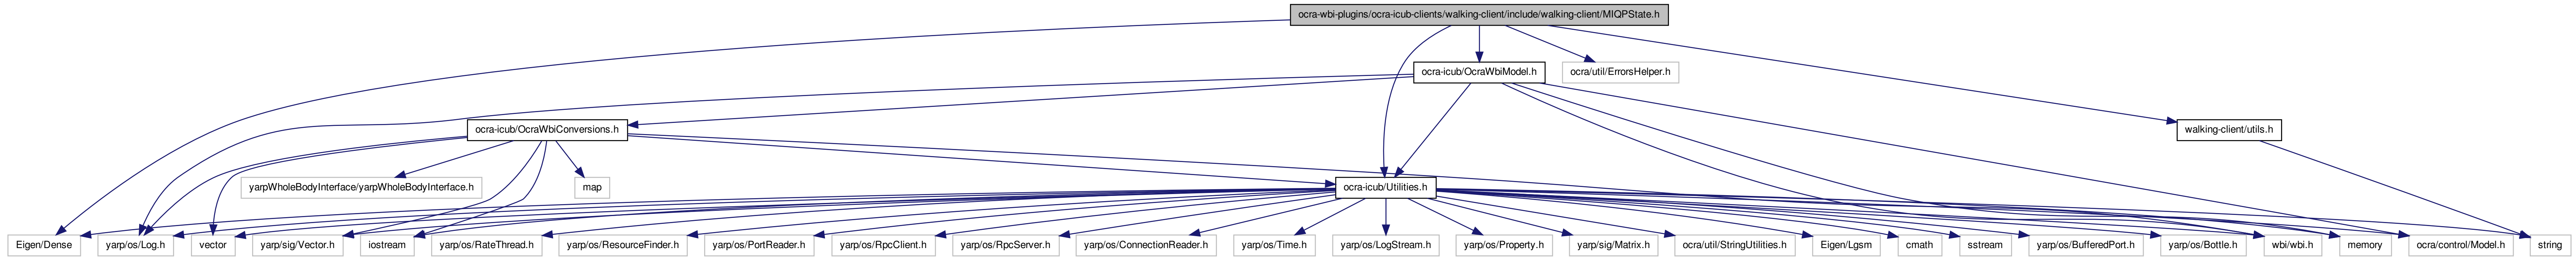 ocra-wbi-plugins/ocra-icub-clients/walking-client/include/walking-client/MIQPState.h
ocra-icub/OcraWbiModel.h
ocra/util/ErrorsHelper.h
ocra-icub/OcraWbiConversions.h
walking-client/utils.h
yarpWholeBodyInterface/yarpWholeBodyInterface.h
map
ocra-icub/Utilities.h
Eigen/Dense
yarp/os/Log.h
vector
yarp/sig/Vector.h
iostream
yarp/os/RateThread.h
yarp/os/ResourceFinder.h
yarp/os/PortReader.h
yarp/os/RpcClient.h
yarp/os/RpcServer.h
yarp/os/ConnectionReader.h
yarp/os/Time.h
yarp/os/LogStream.h
yarp/os/Property.h
yarp/sig/Matrix.h
ocra/util/StringUtilities.h
Eigen/Lgsm
cmath
sstream
yarp/os/BufferedPort.h
yarp/os/Bottle.h
wbi/wbi.h
memory
ocra/control/Model.h
string